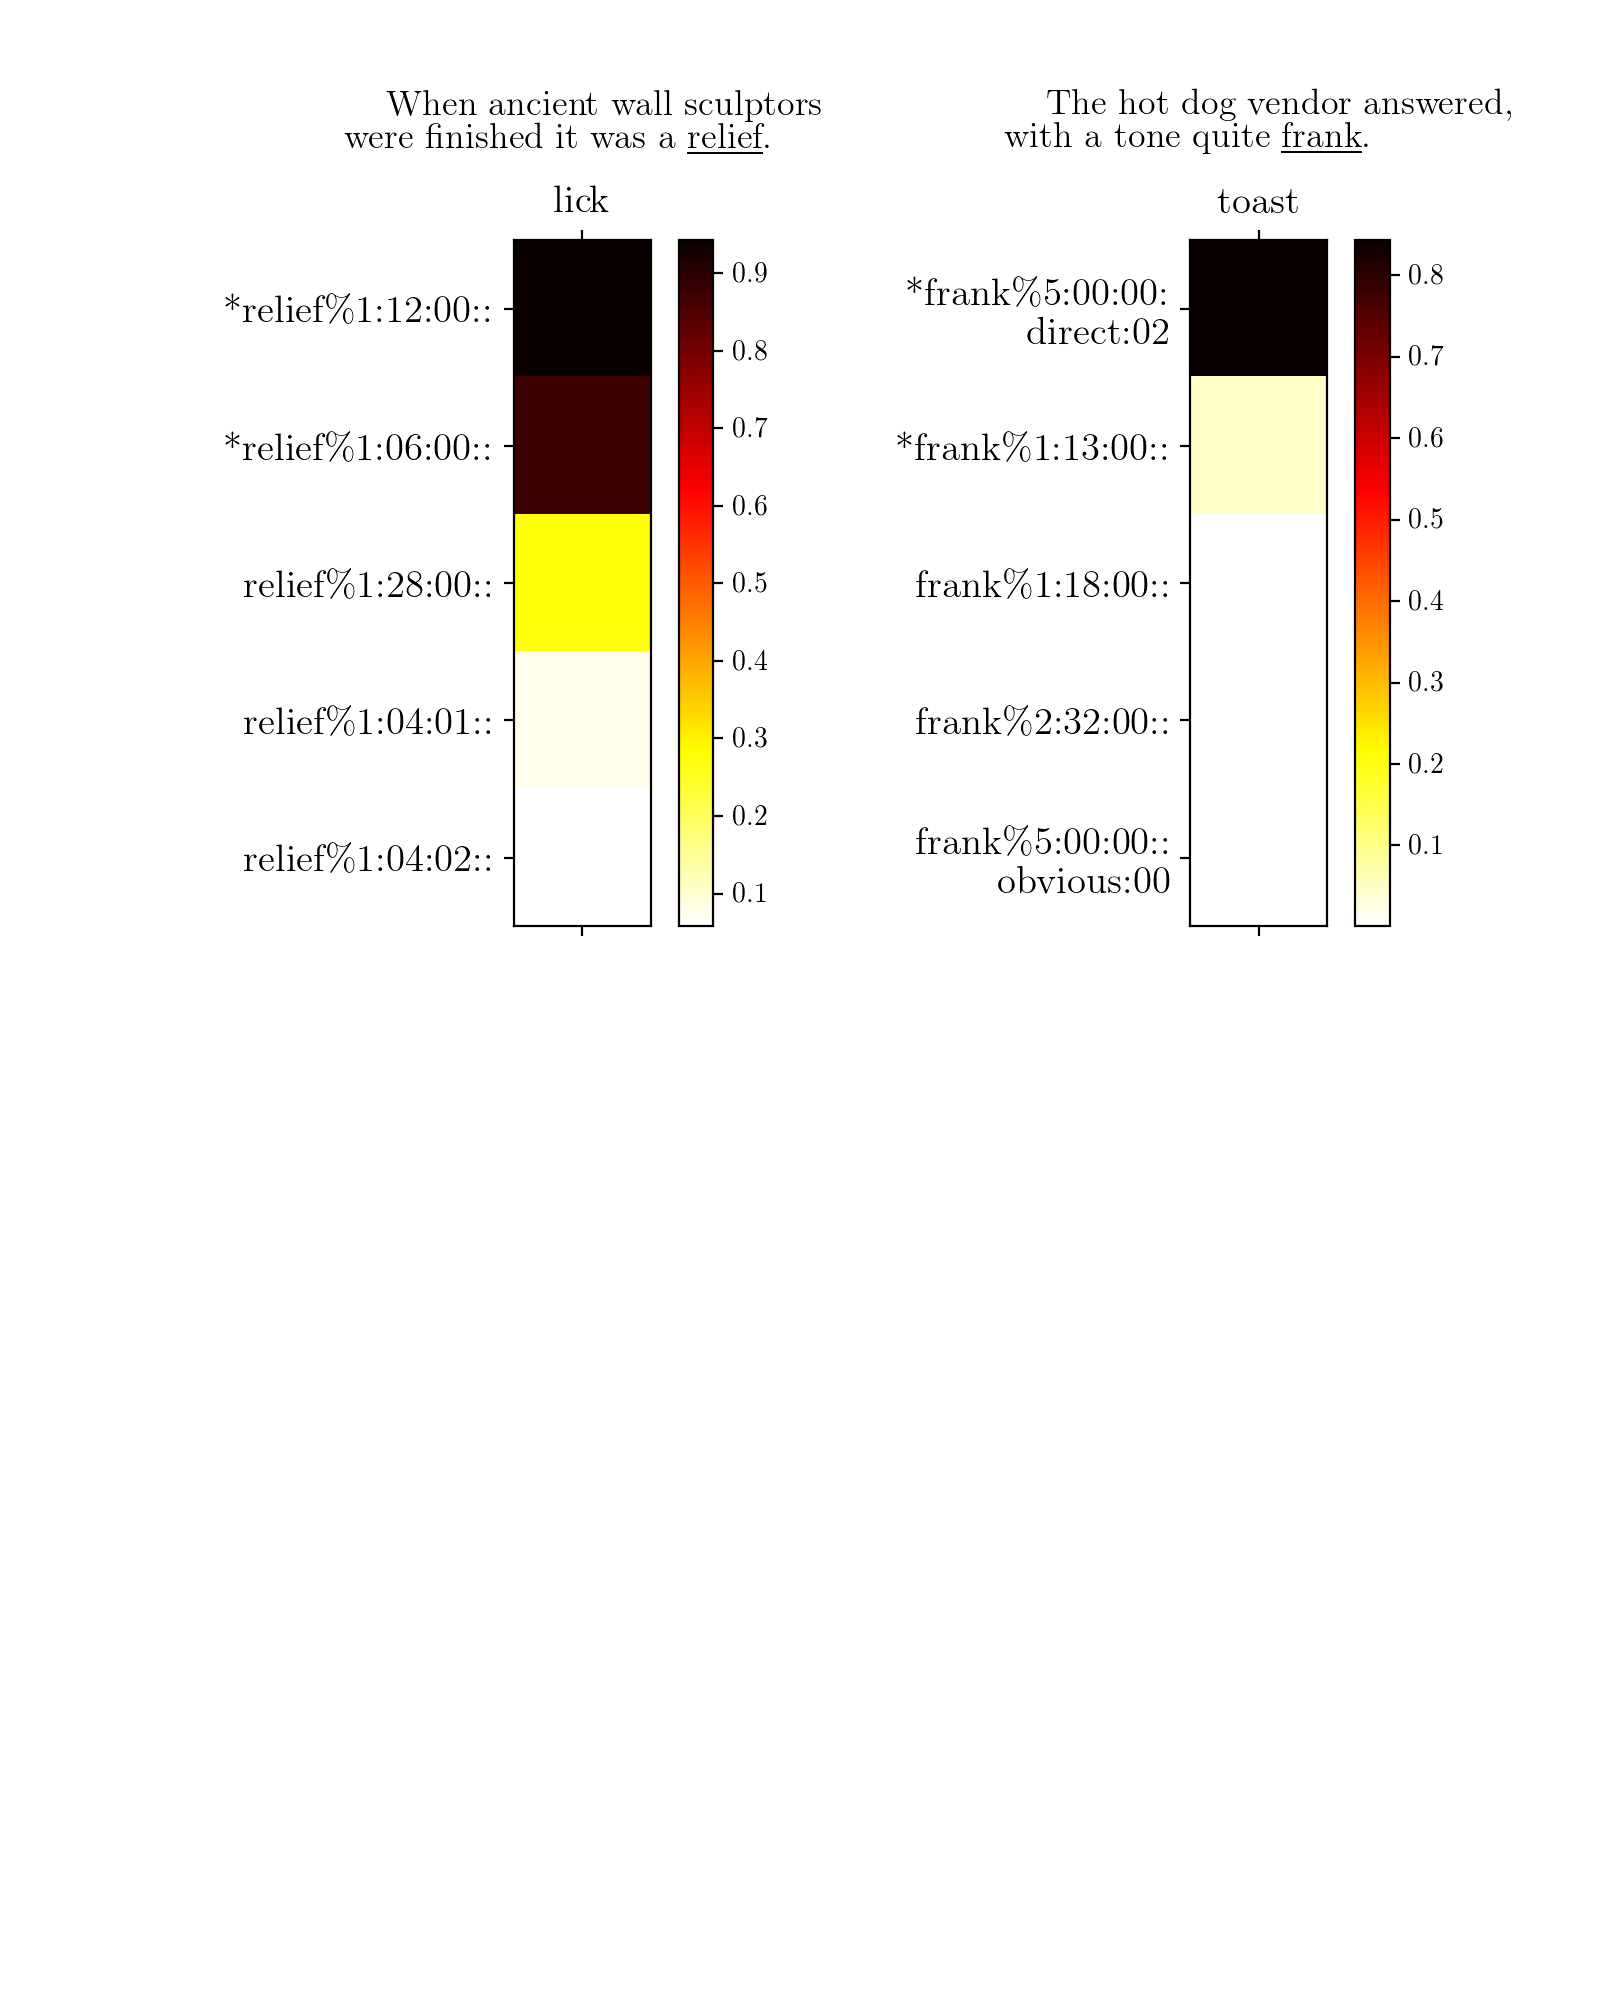 When ancient wall sculptors
were finished it was a relief.
lick
*relief%1:12:00::
*relief%1:06:00::
relief%1:28:00::
relief%1:04:01::
relief%1:04:02::
0.9
0.8
0.7
0.6
0.5
0.4
0.3
0.2
0.1
The hot dog vendor answered,
with a tone quite frank.
toast
*frank%5:00:00:
direct:02
*frank%1:13:00::
frank%1:18:00::
frank%2:32:00::
frank%5:00:00::
obvious:00
0.8
0.7
0.6
0.5
0.4
0.3
0.2
0.1